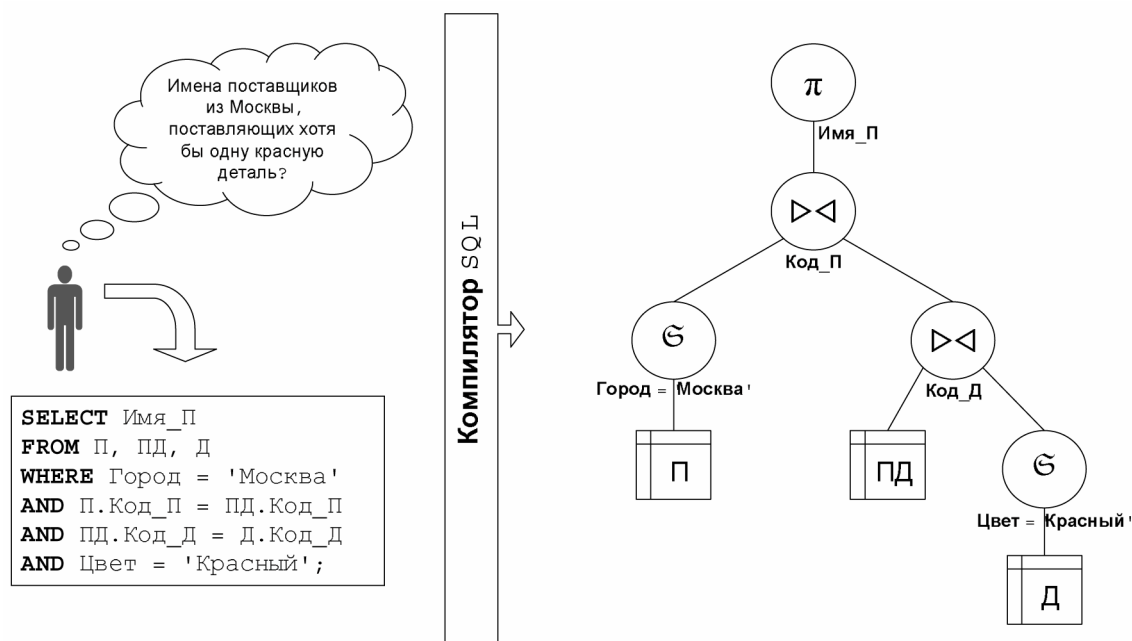 Имена поставщиков
из Москвы,
поставляющих хотя
бы одну красную
деталь?
SELECT Имя_П
FROM П, ПД, Д
WHERE Город = 'Москва'
AND П.Код_П = ПД.Код_П
AND ПД.Код_Д = Д.Код_Д
AND Цвет = 'Красный';
Компилятор SQL
π
Имя_П
▷◁
Код_П
𝔖
Город = 'Москва'
▷◁
Код_Д
П
ПД
𝔖
Цвет = 'Красный'
Д